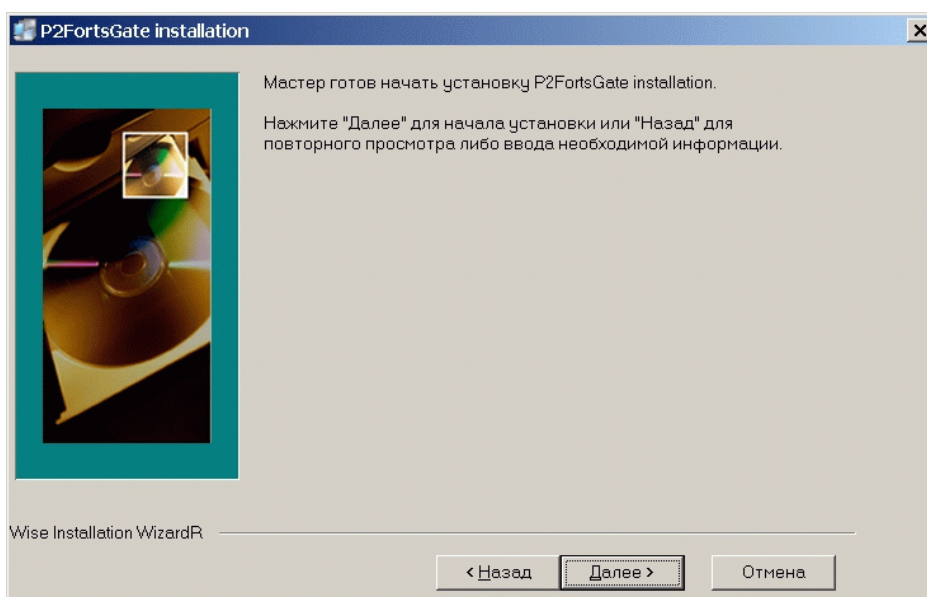 P2FortsGate installation
Мастер готов начать установку P2FortsGate installation.
Нажмите "Далее" для начала установки или "Назад" для
повторного просмотра либо ввода необходимой информации.
Wise Installation WizardR
< Назад
Далее >
Отмена